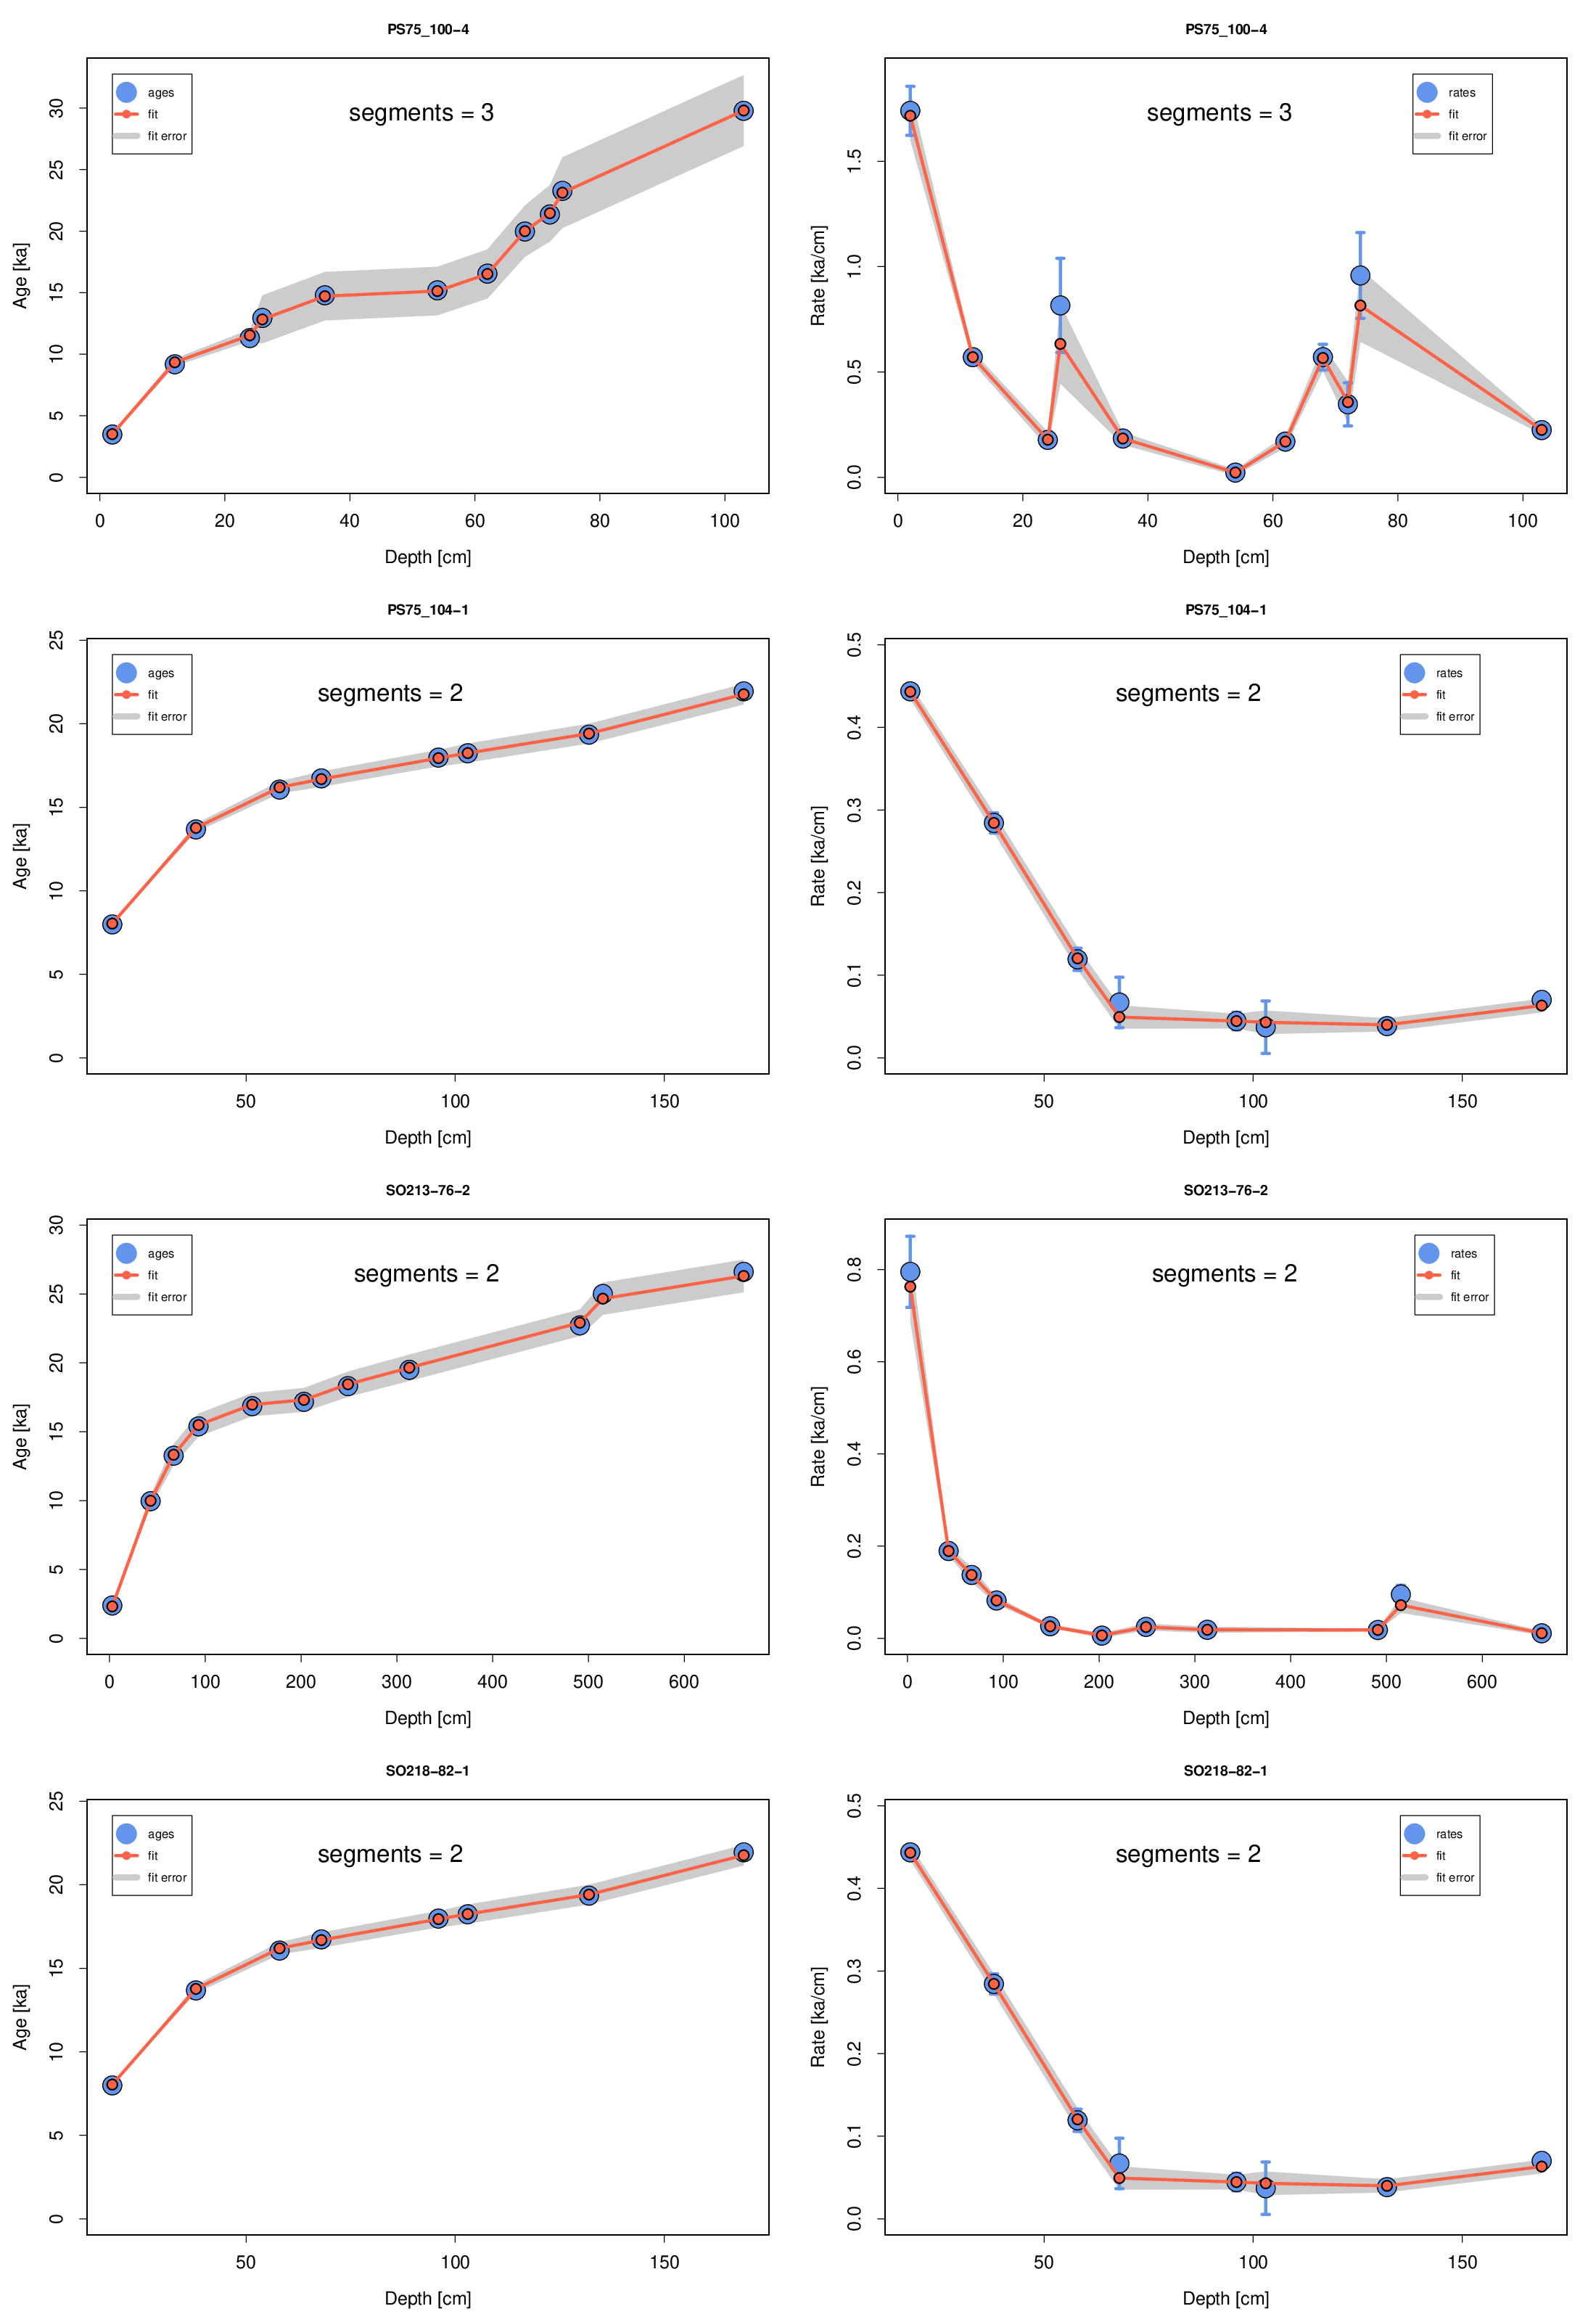 PS75_100−4
segments = 3
ages
fit
fit error
Age [ka]
0 5 10 15 20 25 30
0 20 40 60 80 100
Depth [cm]
PS75_100−4
segments = 3
rates
fit
fit error
Rate [ka/cm]
0.0 0.5 1.0 1.5
0 20 40 60 80 100
Depth [cm]
PS75_104−1
segments = 2
ages
fit
fit error
Age [ka]
0 5 10 15 20 25
50 100 150
Depth [cm]
PS75_104−1
segments = 2
rates
fit
fit error
Rate [ka/cm]
0.0 0.1 0.2 0.3 0.4 0.5
50 100 150
Depth [cm]
SO213−76−2
segments = 2
ages
fit
fit error
Age [ka]
0 5 10 15 20 25 30
0 100 200 300 400 500 600
Depth [cm]
SO213−76−2
segments = 2
rates
fit
fit error
Rate [ka/cm]
0.0 0.2 0.4 0.6 0.8
0 100 200 300 400 500 600
Depth [cm]
SO218−82−1
segments = 2
ages
fit
fit error
Age [ka]
0 5 10 15 20 25
50 100 150
Depth [cm]
SO218−82−1
segments = 2
rates
fit
fit error
Rate [ka/cm]
0.0 0.1 0.2 0.3 0.4 0.5
50 100 150
Depth [cm]